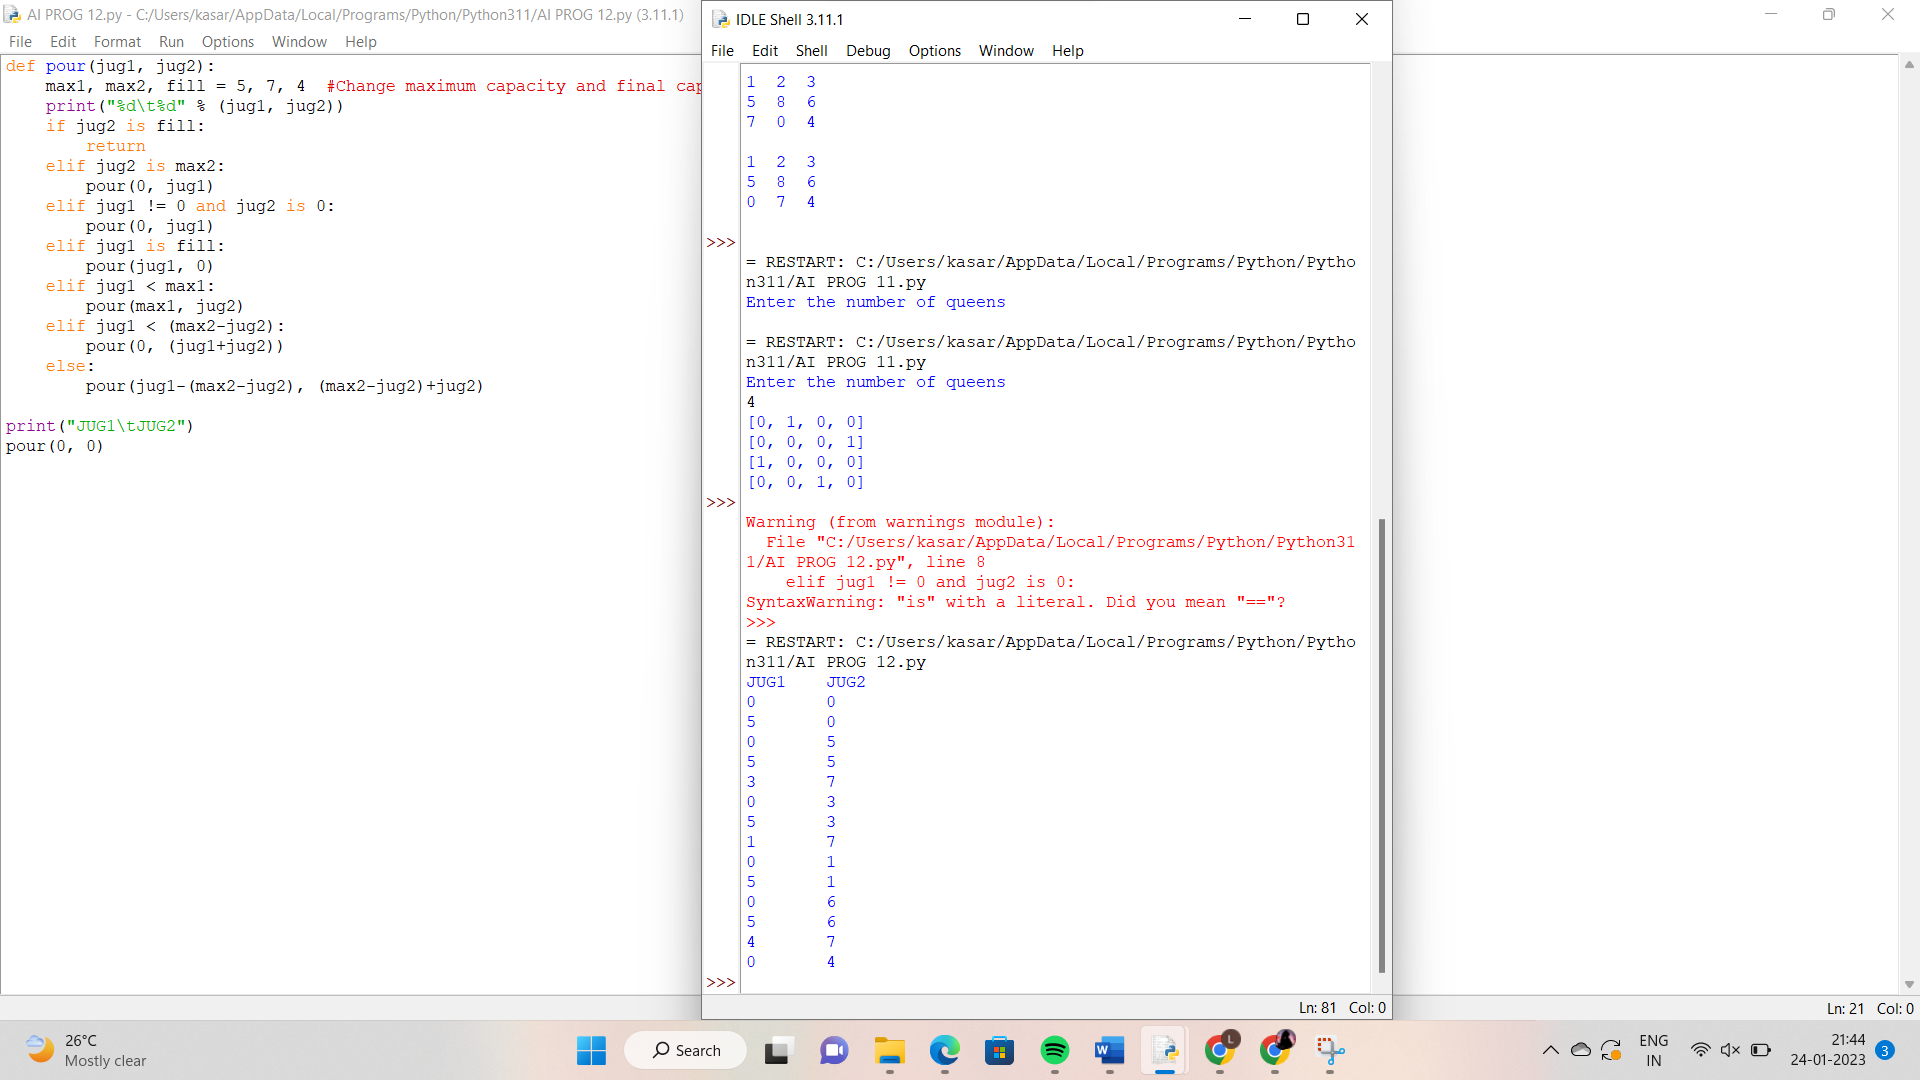 AI PROG 12.py - C:/Users/kasar/AppData/Local/Programs/Python/Python311/AI PROG 12.py (3.11.1)
File Edit Format Run Options Window Help
def pour(jug1, jug2):
    max1, max2, fill = 5, 7, 4  #Change maximum capacity and final cap
    print("%d\t%d" % (jug1, jug2))
    if jug2 is fill:
        return
    elif jug2 is max2:
        pour(0, jug1)
    elif jug1 != 0 and jug2 is 0:
        pour(0, jug1)
    elif jug1 is fill:
        pour(jug1, 0)
    elif jug1 < max1:
        pour(max1, jug2)
    elif jug1 < (max2-jug2):
        pour(0, (jug1+jug2))
    else:
        pour(jug1-(max2-jug2), (max2-jug2)+jug2)
print("JUG1\tJUG2")
pour(0, 0)
IDLE Shell 3.11.1
File Edit Shell Debug Options Window Help
1  2  3
5  8  6
7  0  4
1  2  3
5  8  6
0  7  4
>>>
= RESTART: C:/Users/kasar/AppData/Local/Programs/Python/Pytho
n311/AI PROG 11.py
Enter the number of queens
= RESTART: C:/Users/kasar/AppData/Local/Programs/Python/Pytho
n311/AI PROG 11.py
Enter the number of queens
4
[0, 1, 0, 0]
[0, 0, 0, 1]
[1, 0, 0, 0]
[0, 0, 1, 0]
>>>
Warning (from warnings module):
  File "C:/Users/kasar/AppData/Local/Programs/Python/Python31
1/AI PROG 12.py", line 8
    elif jug1 != 0 and jug2 is 0:
SyntaxWarning: "is" with a literal. Did you mean "=="?
>>>
= RESTART: C:/Users/kasar/AppData/Local/Programs/Python/Pytho
n311/AI PROG 12.py
JUG1    JUG2
0       0
5       0
0       5
5       5
3       7
0       3
5       3
1       7
0       1
5       1
0       6
5       6
4       7
0       4
>>>
Ln: 81 Col: 0
Ln: 21 Col: 0
26°C
Mostly clear
Search
W
L
ENG
IN
21:44
24-01-2023
3